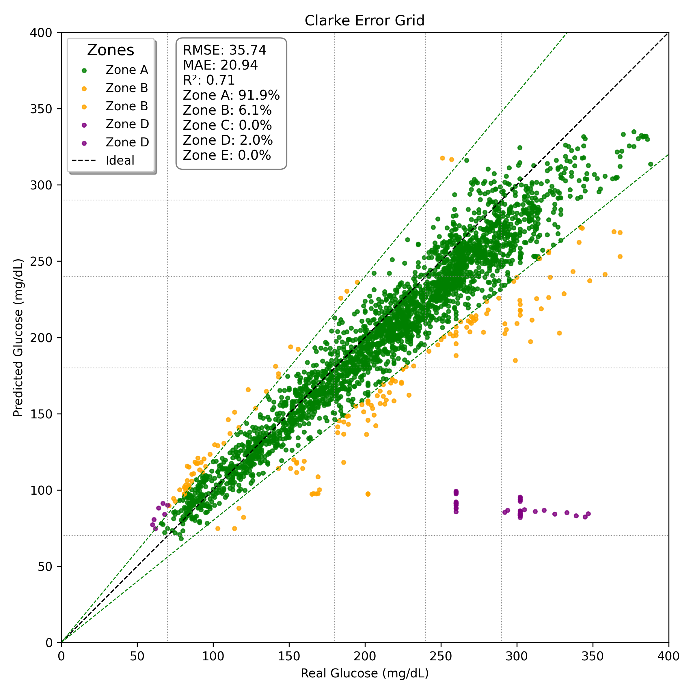 Clarke Error Grid
Zones
Zone A
Zone B
Zone B
Zone D
Zone D
Ideal
RMSE: 35.74
MAE: 20.94
R²: 0.71
Zone A: 91.9%
Zone B: 6.1%
Zone C: 0.0%
Zone D: 2.0%
Zone E: 0.0%
Predicted Glucose (mg/dL)
400
350
300
250
200
150
100
50
0
0 50 100 150 200 250 300 350 400
Real Glucose (mg/dL)